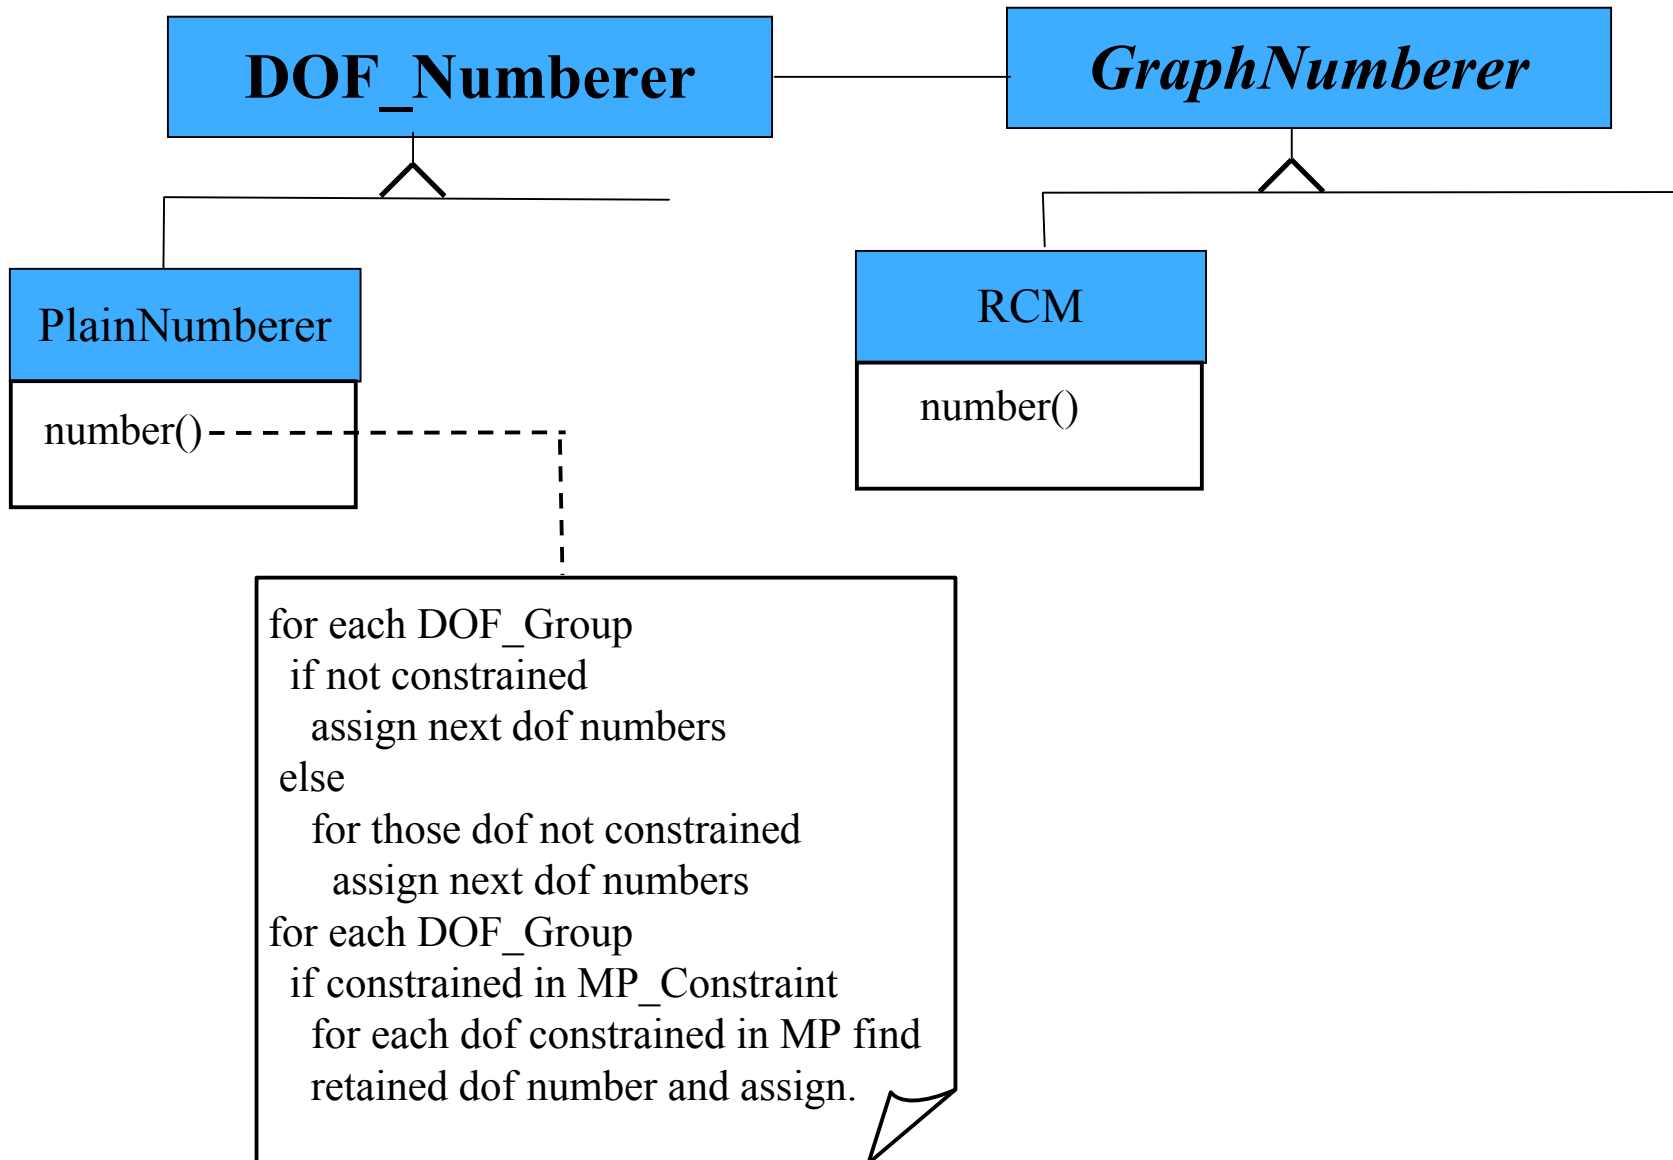 DOF_Numberer
GraphNumberer
PlainNumberer
number()
RCM
number()
for each DOF_Group
if not constrained
assign next dof numbers
else
for those dof not constrained
assign next dof numbers
for each DOF_Group
if constrained in MP_Constraint
for each dof constrained in MP find
retained dof number and assign.